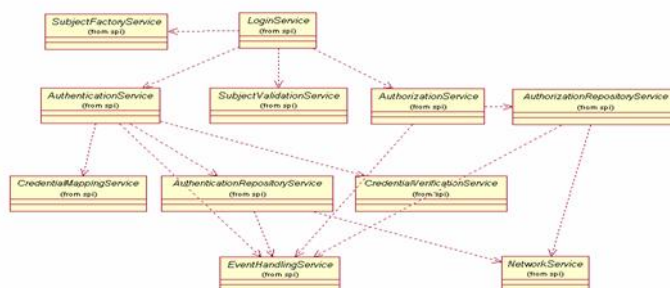 SubjectFactoryService
(from spi)
LoginService
(from spi)
AuthenticationService
(from spi)
SubjectValidationService
(from spi)
AuthorizationService
(from spi)
AuthorizationRepositoryService
(from spi)
CredentialMappingService
(from spi)
AuthenticationRepositoryService
(from spi)
CredentialVerificationService
(from spi)
EventHandlingService
(from spi)
NetworkService
(from spi)